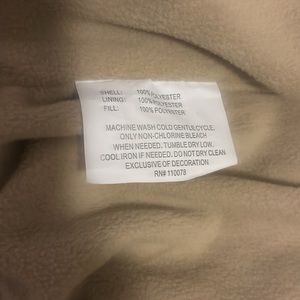 SHELL: 100% POLYESTER
LINING: 100% POLYESTER
FILL: 100% POLYESTER
MACHINE WASH COLD GENTLE CYCLE.
ONLY NON-CHLORINE BLEACH
WHEN NEEDED. TUMBLE DRY LOW.
COOL IRON IF NEEDED. DO NOT DRY CLEAN.
EXCLUSIVE OF DECORATION
RN# 110079